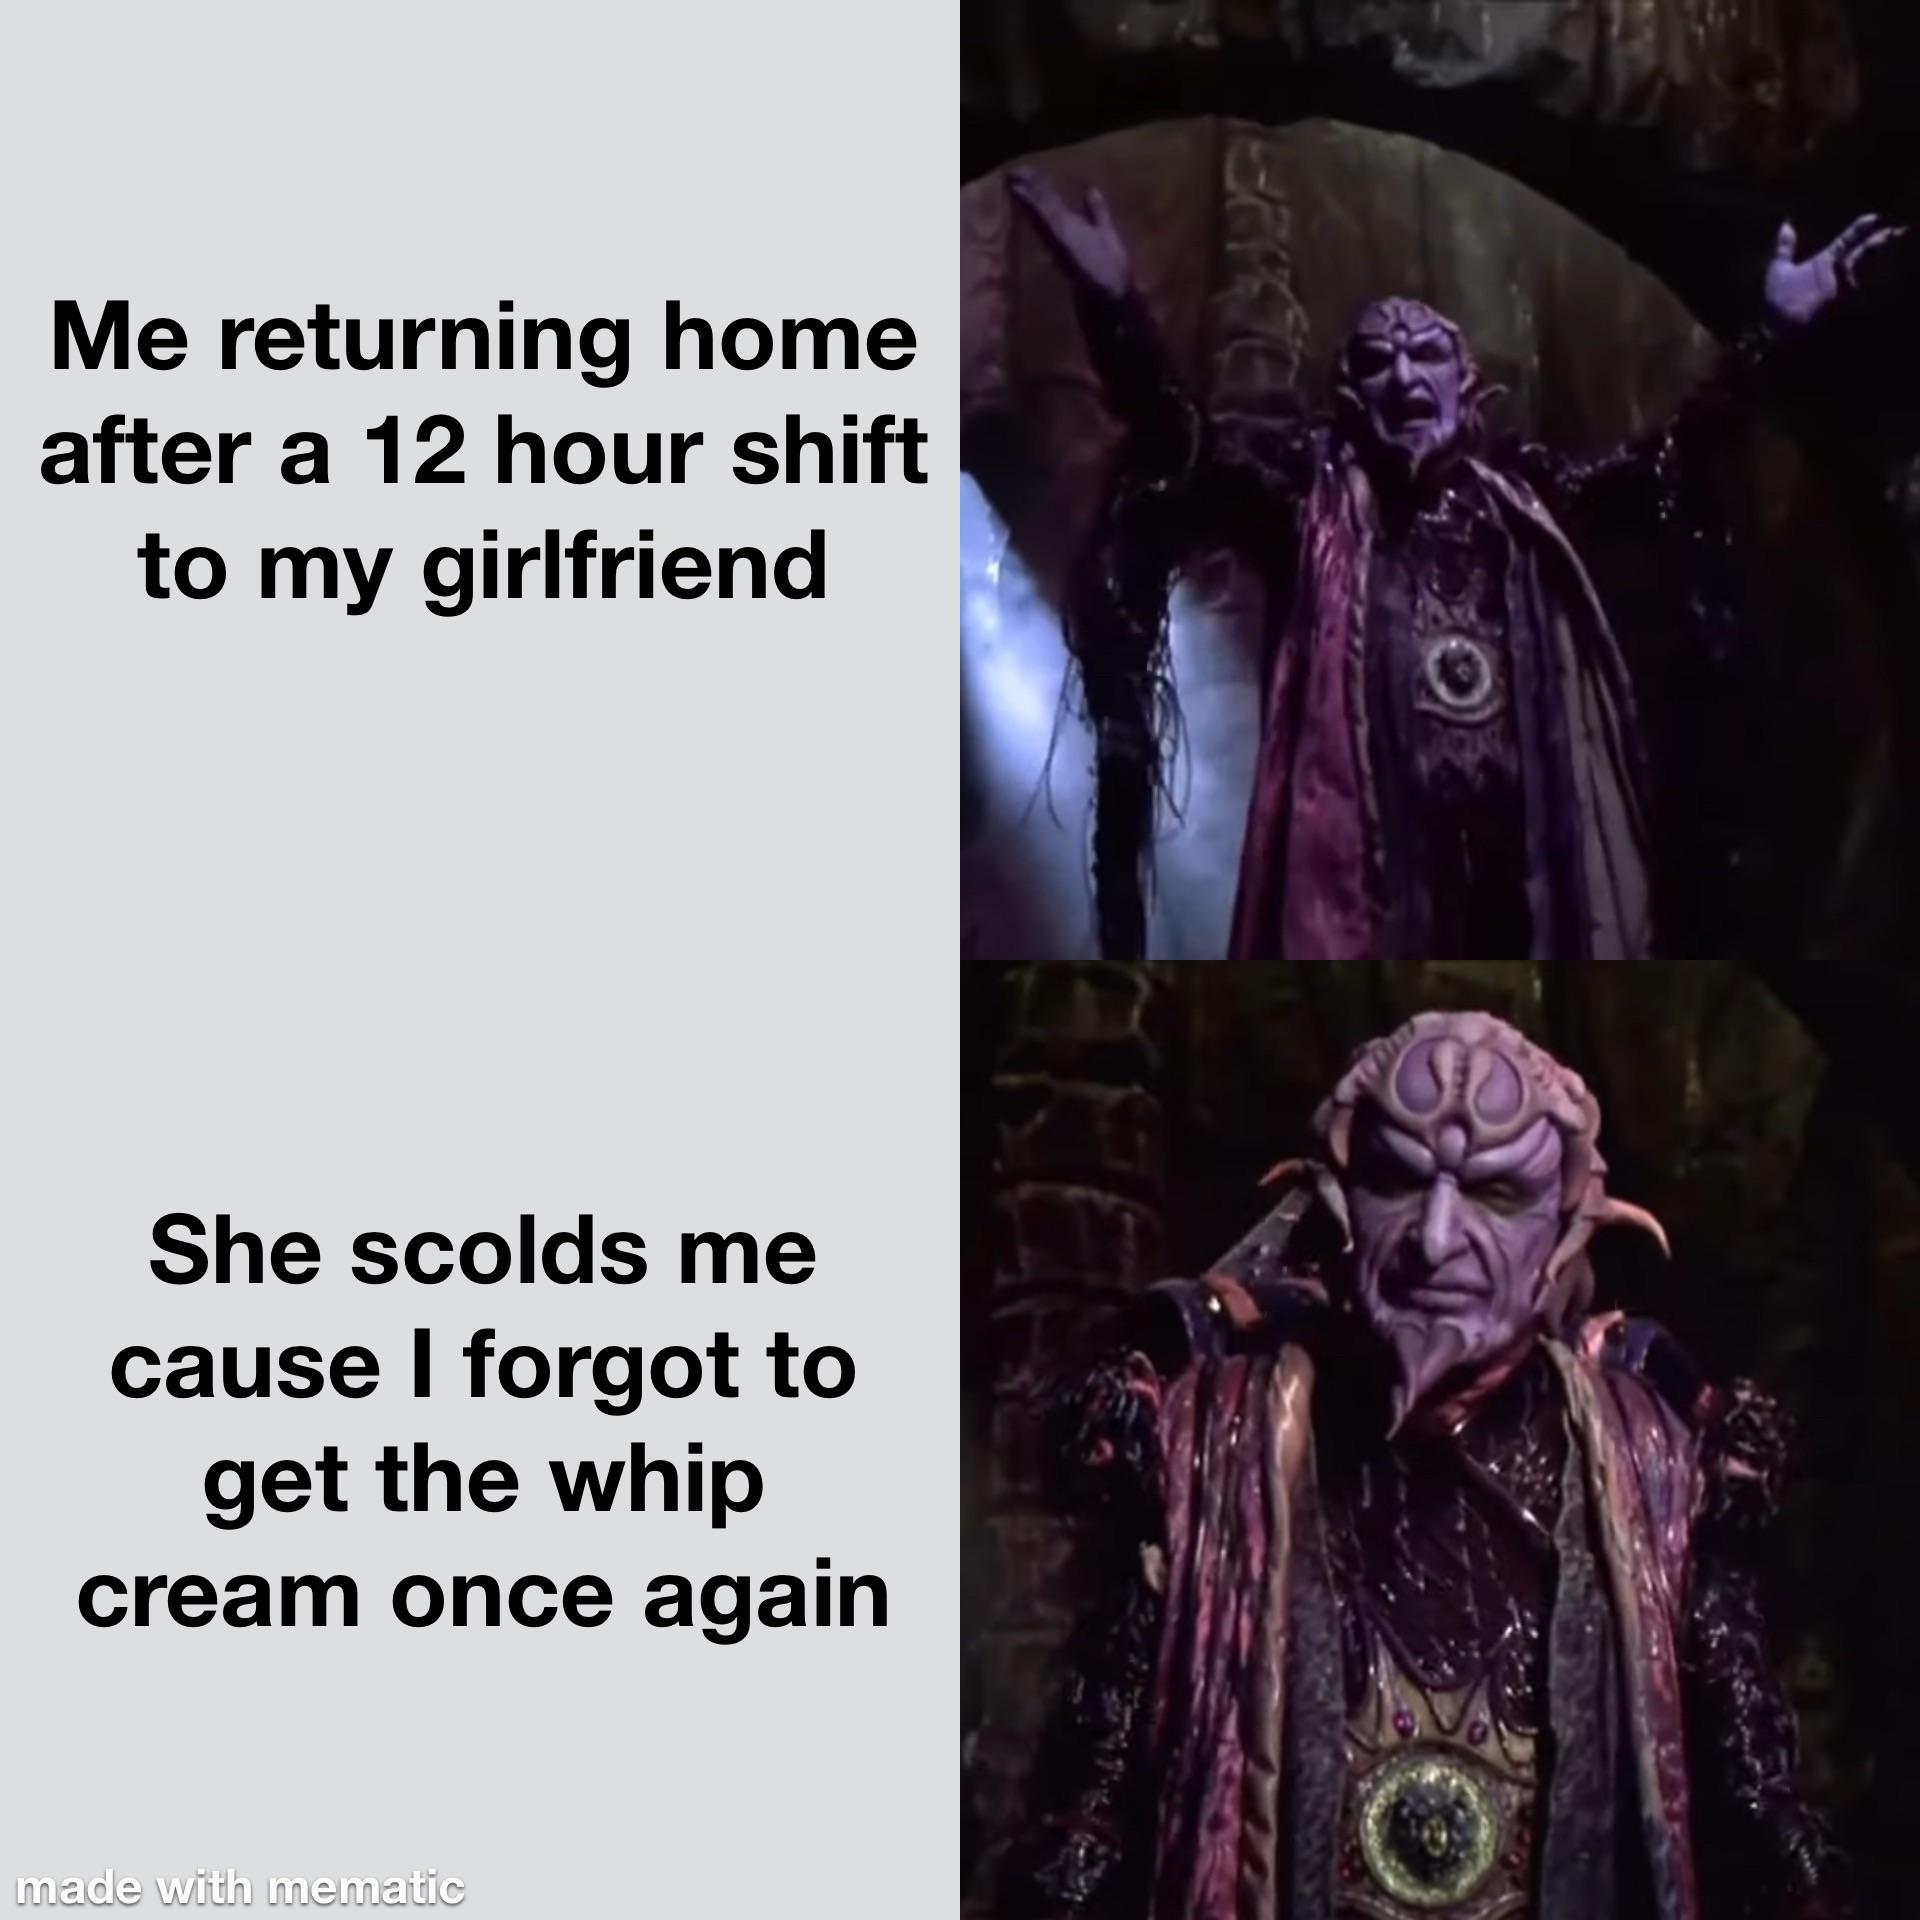 Me returning home
after a 12 hour shift
to my girlfriend
She scolds me
cause I forgot to
get the whip
cream once again
made with mematic